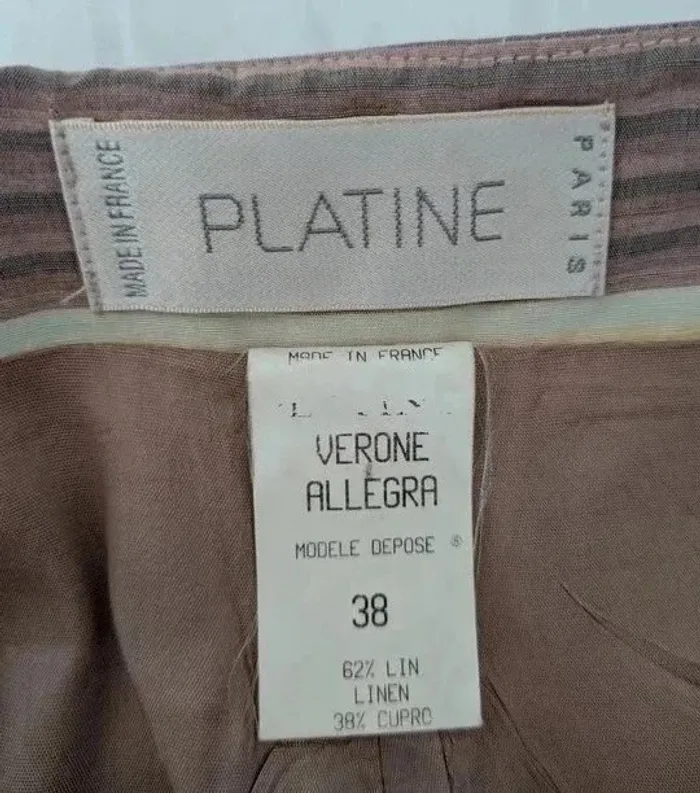 MADE IN FRANCE
PLATINE
PARIS
MADE IN FRANCE
VERONE
ALLEGRA
MODELE DEPOSE ®
38
62% LIN
LINEN
38% CUPRO